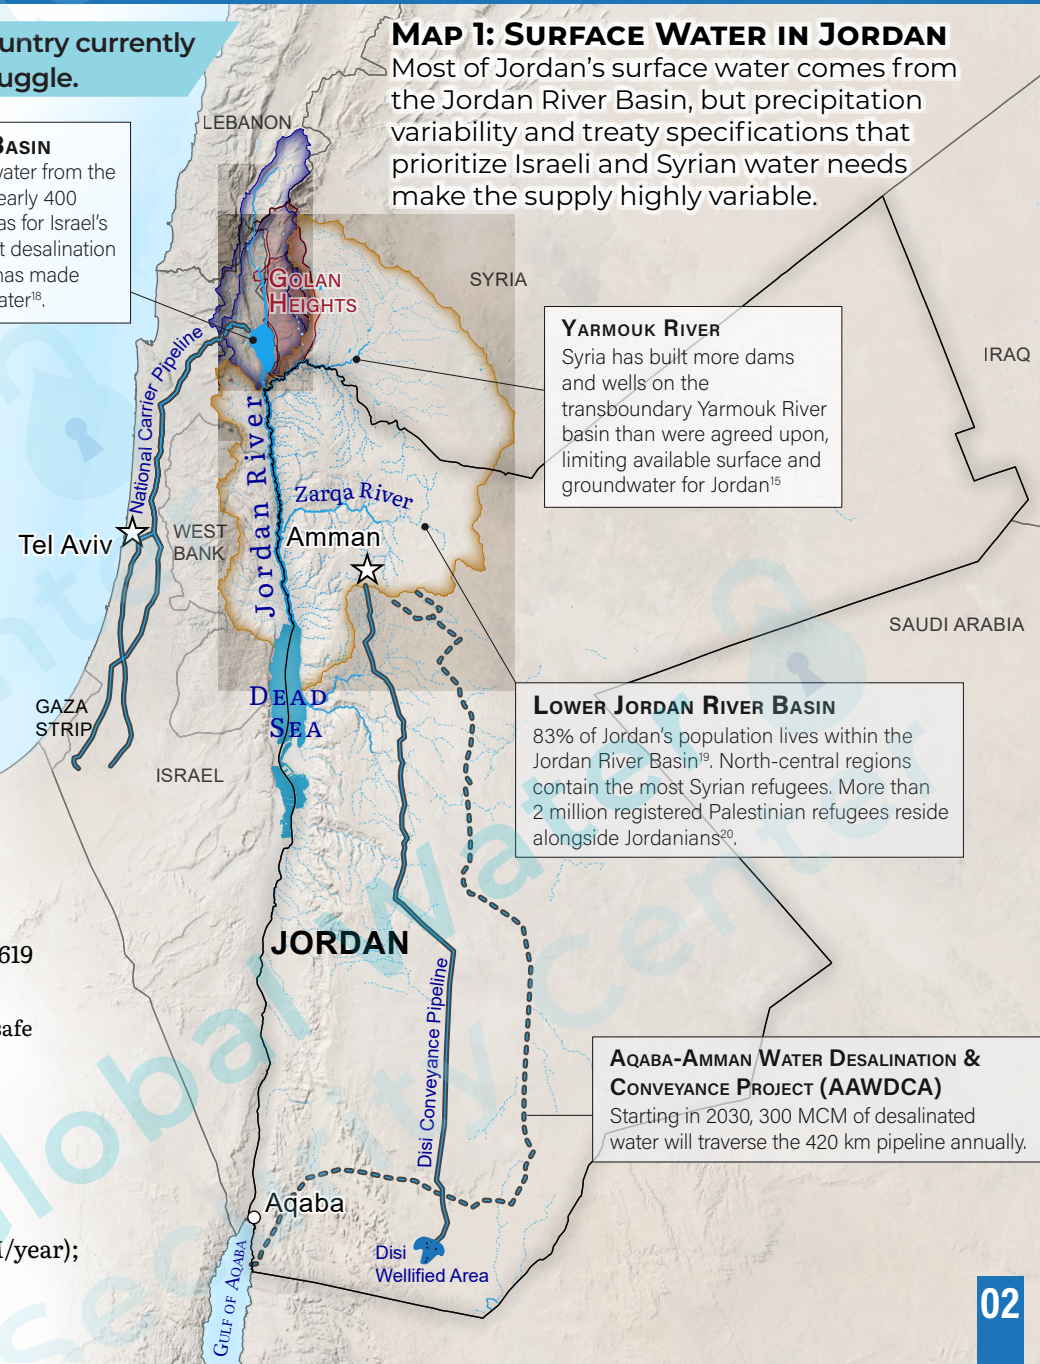 untry currently
uggle.
MAP 1: SURFACE WATER IN JORDAN
Most of Jordan’s surface water comes from
the Jordan River Basin, but precipitation
variability and treaty specifications that
prioritize Israeli and Syrian water needs
make the supply highly variable.
BASIN
vater from the
early 400
as for Israel’s
t desalination
has made
ater18.
LEBANON
GOLAN
HEIGHTS
SYRIA
IRAQ
YARMOUK RIVER
Syria has built more dams
and wells on the
transboundary Yarmouk River
basin than were agreed upon,
limiting available surface and
groundwater for Jordan15
National Carrier Pipeline
Jordan River
Zarqa River
Tel Aviv
WEST
BANK
Amman
SAUDI ARABIA
GAZA
STRIP
DEAD
SEA
ISRAEL
LOWER JORDAN RIVER BASIN
83% of Jordan’s population lives within the
Jordan River Basin19. North-central regions
contain the most Syrian refugees. More than
2 million registered Palestinian refugees reside
alongside Jordanians20.
619
JORDAN
safe
Disi Conveyance Pipeline
AQABA-AMMAN WATER DESALINATION &
CONVEYANCE PROJECT (AAWDCA)
Starting in 2030, 300 MCM of desalinated
water will traverse the 420 km pipeline annually.
Aqaba
/year);
Disi
Wellified Area
GULF OF AQABA
02
Global Water
Security Center